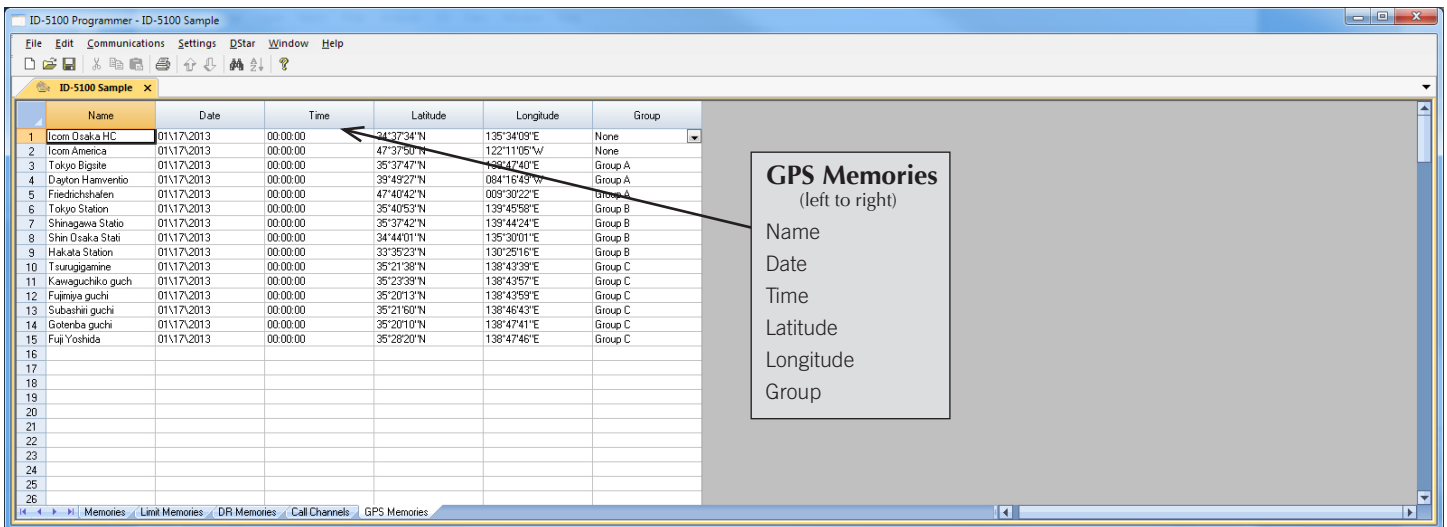 ID-5100 Programmer - ID-5100 Sample
File Edit Communications Settings DStar Window Help
ID-5100 Sample X
Name Date Time Latitude Longitude Group
1 Icom Osaka HC 01\17\2013 00:00:00 34°37'34"N 135°34'09"E None
2 Icom America 01\17\2013 00:00:00 47°37'50"N 122°11'05"W None
3 Tokyo Bigsite 01\17\2013 00:00:00 35°37'47"N 139°47'40"E Group A
4 Dayton Hamventio 01\17\2013 00:00:00 39°49'27"N 084°16'49"W Group A
5 Friedrichshafen 01\17\2013 00:00:00 47°40'42"N 009°30'22"E Group A
6 Tokyo Station 01\17\2013 00:00:00 35°40'53"N 139°45'58"E Group B
7 Shinagawa Statio 01\17\2013 00:00:00 35°37'42"N 139°44'24"E Group B
8 Shin Osaka Stati 01\17\2013 00:00:00 34°44'01"N 135°30'01"E Group B
9 Hakata Station 01\17\2013 00:00:00 33°35'23"N 130°25'16"E Group B
10 Tsurugigamine 01\17\2013 00:00:00 35°21'38"N 138°43'39"E Group C
11 Kawaguchiko guch 01\17\2013 00:00:00 35°23'39"N 138°43'57"E Group C
12 Fujimiya guchi 01\17\2013 00:00:00 35°20'13"N 138°43'59"E Group C
13 Subashiri guchi 01\17\2013 00:00:00 35°21'60"N 138°46'43"E Group C
14 Gotenba guchi 01\17\2013 00:00:00 35°20'10"N 138°47'41"E Group C
15 Fuji Yoshida 01\17\2013 00:00:00 35°28'20"N 138°47'46"E Group C
16
17
18
19
20
21
22
23
24
25
26
Memories Limit Memories DR Memories Call Channels GPS Memories
GPS Memories
(left to right)
Name
Date
Time
Latitude
Longitude
Group